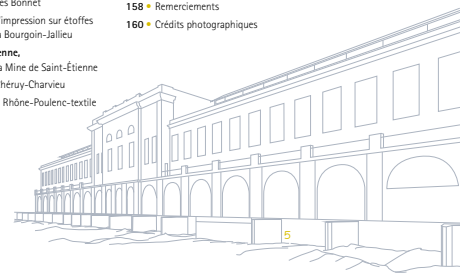 es Bonnet
'impression sur étoffes
Bourgoin-Jallieu
enne,
a Mine de Saint-Étienne
héruy-Charvieu
Rhône-Poulenc-textile
158 • Remerciements
160 • Crédits photographiques
5